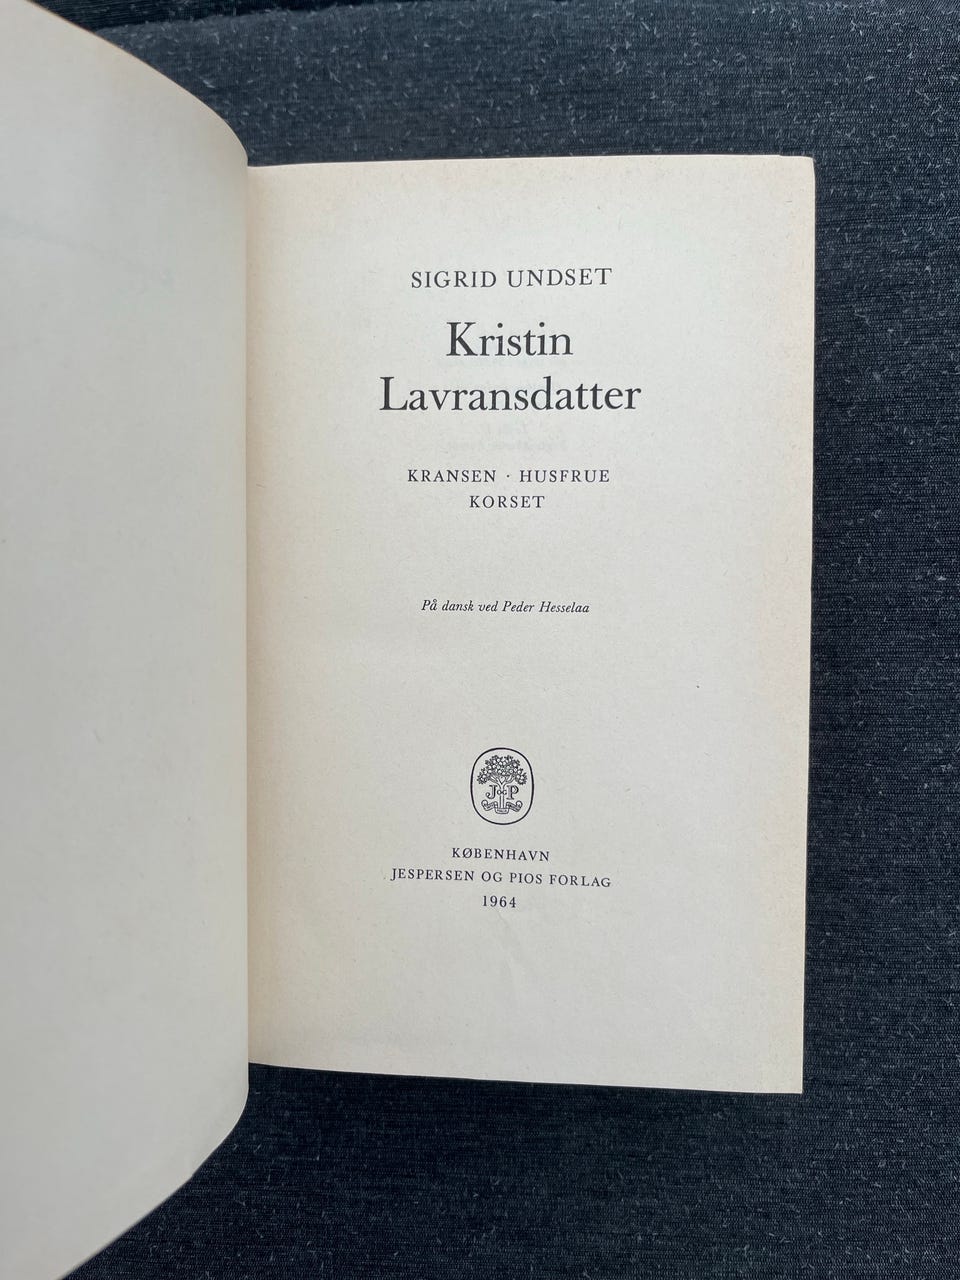 SIGRID UNDSET
Kristin
Lavransdatter
KRANSEN · HUSFRUE
KORSET
På dansk ved Peder Hesselaa
J P
KØBENHAVN
JESPERSEN OG PIOS FORLAG
1964